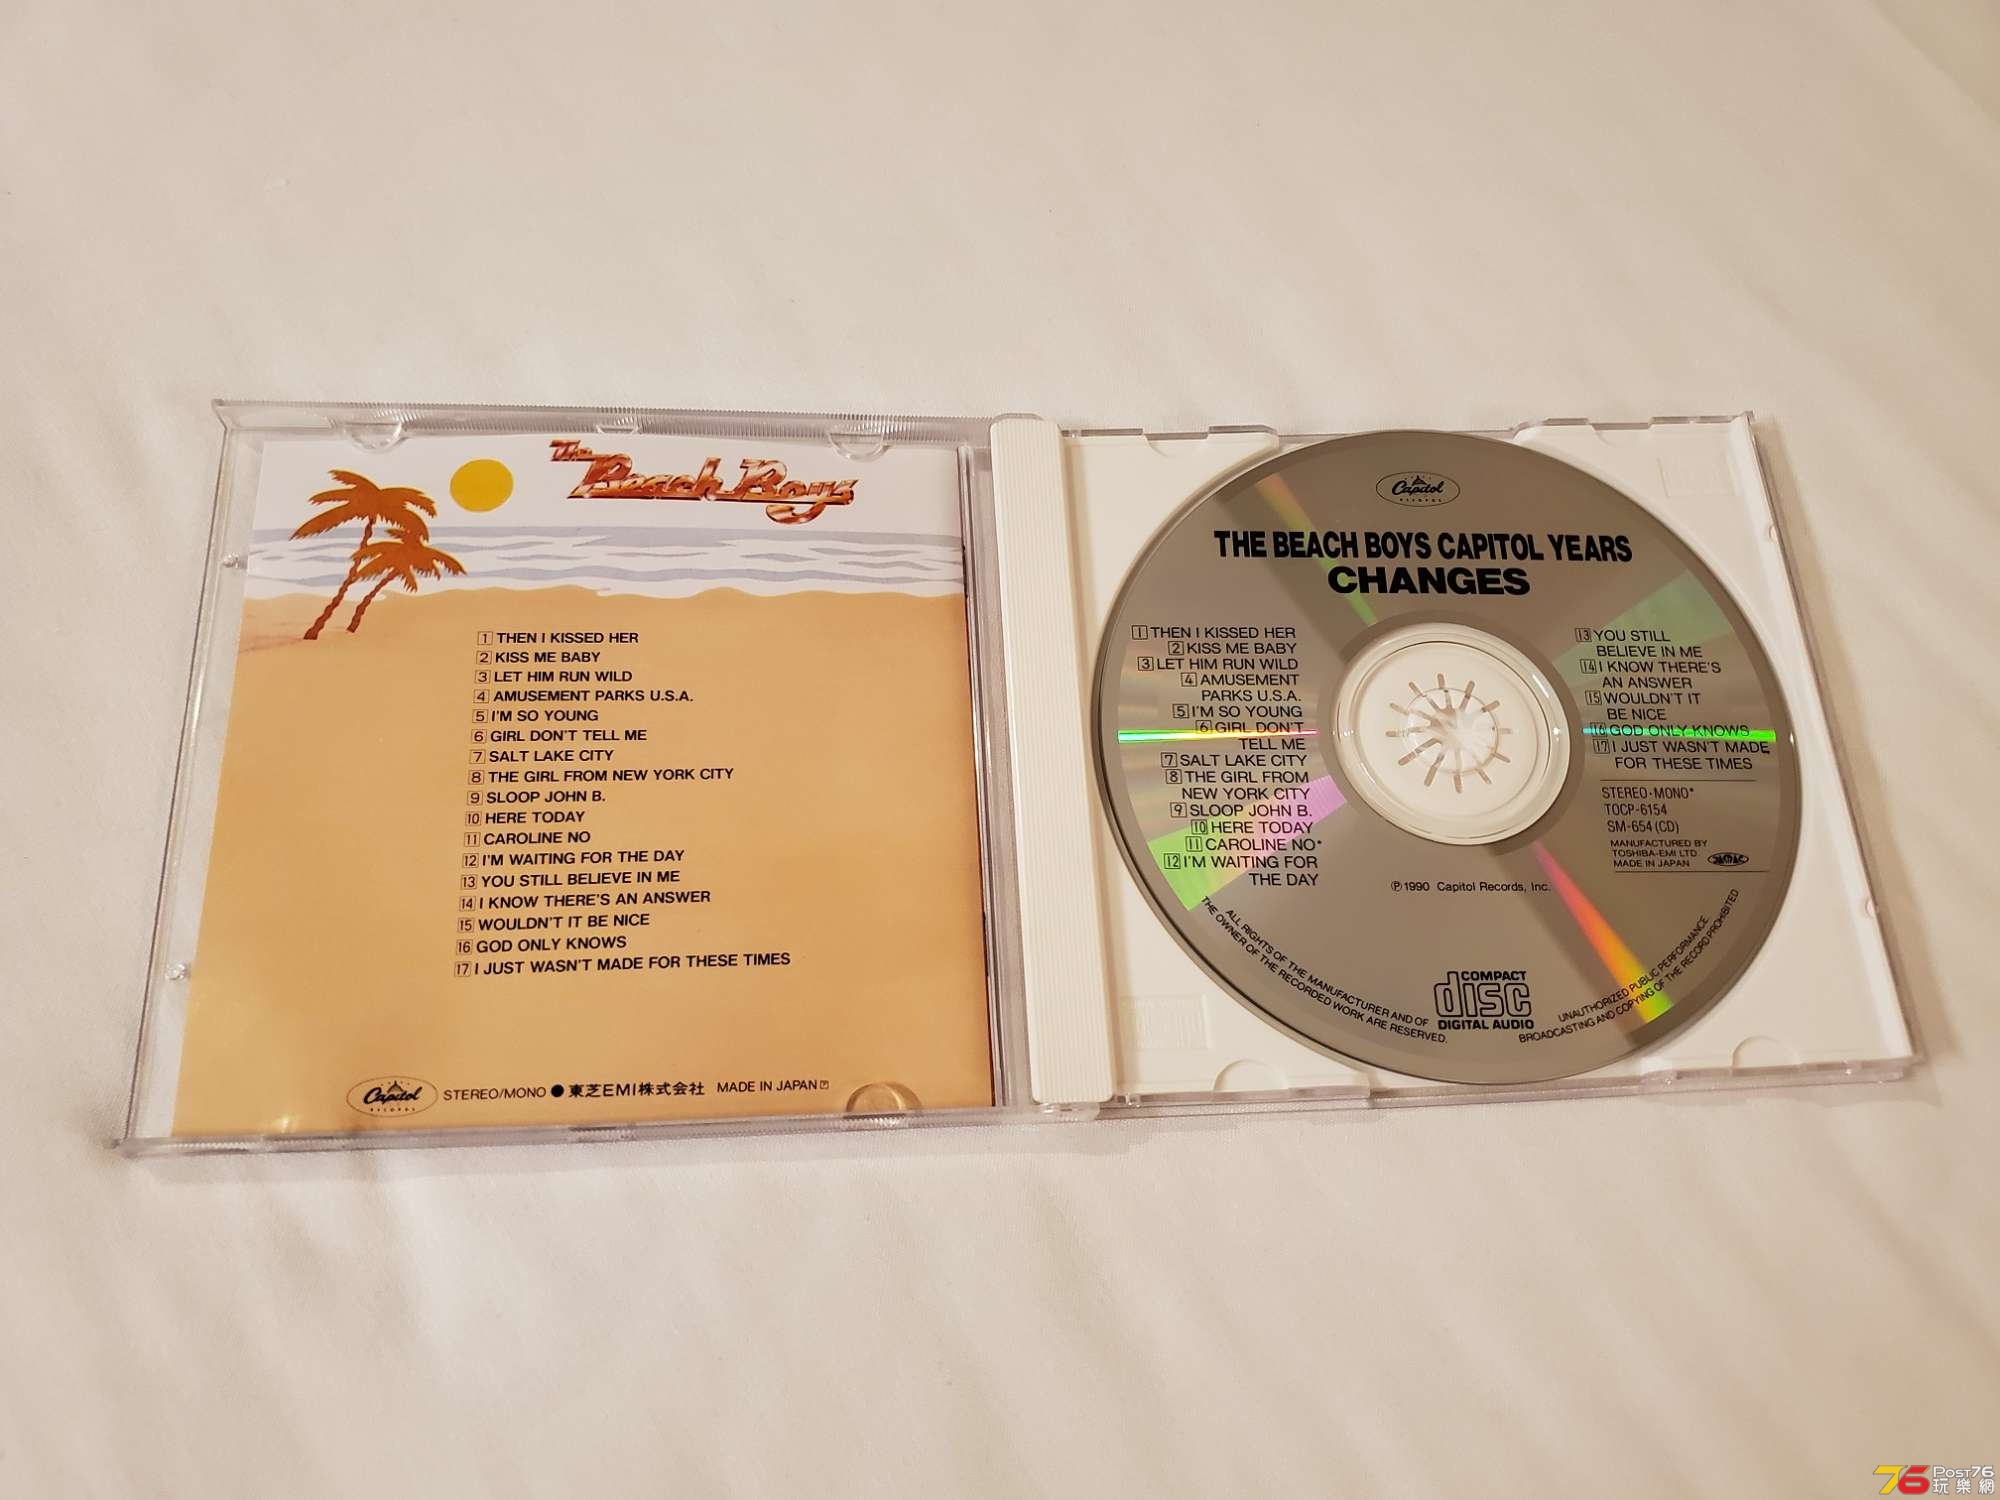 The Beach Boys
1 THEN I KISSED HER
2 KISS ME BABY
3 LET HIM RUN WILD
4 AMUSEMENT PARKS U.S.A.
5 I'M SO YOUNG
6 GIRL DON'T TELL ME
7 SALT LAKE CITY
8 THE GIRL FROM NEW YORK CITY
9 SLOOP JOHN B.
10 HERE TODAY
11 CAROLINE NO
12 I'M WAITING FOR THE DAY
13 YOU STILL BELIEVE IN ME
14 I KNOW THERE'S AN ANSWER
15 WOULDN'T IT BE NICE
16 GOD ONLY KNOWS
17 I JUST WASN'T MADE FOR THESE TIMES
Capitol
RECORDS
STEREO/MONO ● 東芝EMI株式会社 MADE IN JAPAN
Capitol
RECORDS
THE BEACH BOYS CAPITOL YEARS
CHANGES
1 THEN I KISSED HER
2 KISS ME BABY
3 LET HIM RUN WILD
4 AMUSEMENT
PARKS U.S.A.
5 I'M SO YOUNG
6 GIRL DON'T
TELL ME
7 SALT LAKE CITY
8 THE GIRL FROM
NEW YORK CITY
9 SLOOP JOHN B.
10 HERE TODAY
11 CAROLINE NO*
12 I'M WAITING FOR
THE DAY
13 YOU STILL
BELIEVE IN ME
14 I KNOW THERE'S
AN ANSWER
15 WOULDN'T IT
BE NICE
16 GOD ONLY KNOWS
17 I JUST WASN'T MADE
FOR THESE TIMES
STEREO·MONO*
TOCP-6154
SM-654 (CD)
MANUFACTURED BY
TOSHIBA-EMI LTD
MADE IN JAPAN
℗1990 Capitol Records, Inc.
ALL RIGHTS OF THE MANUFACTURER AND OF
THE OWNER OF THE RECORDED WORK ARE RESERVED.
COMPACT
disc
DIGITAL AUDIO
UNAUTHORIZED PUBLIC PERFORMANCE
BROADCASTING AND COPYING OF THE RECORD PROHIBITED
76 POST76
玩樂網